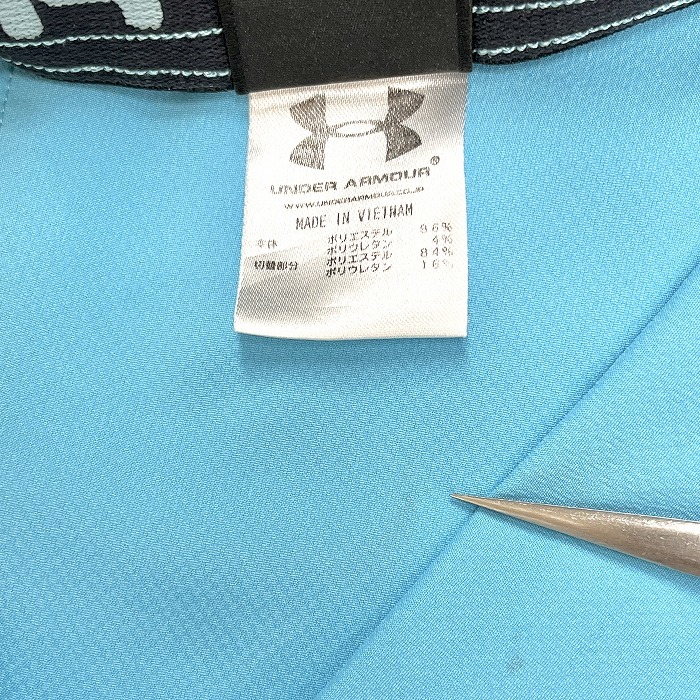 UNDER ARMOUR®
WWW.UNDERARMOUR.CO.JP
MADE IN VIETNAM
本体 ポリエステル 96%
ポリウレタン 4%
切替部分 ポリエステル 84%
ポリウレタン 16%